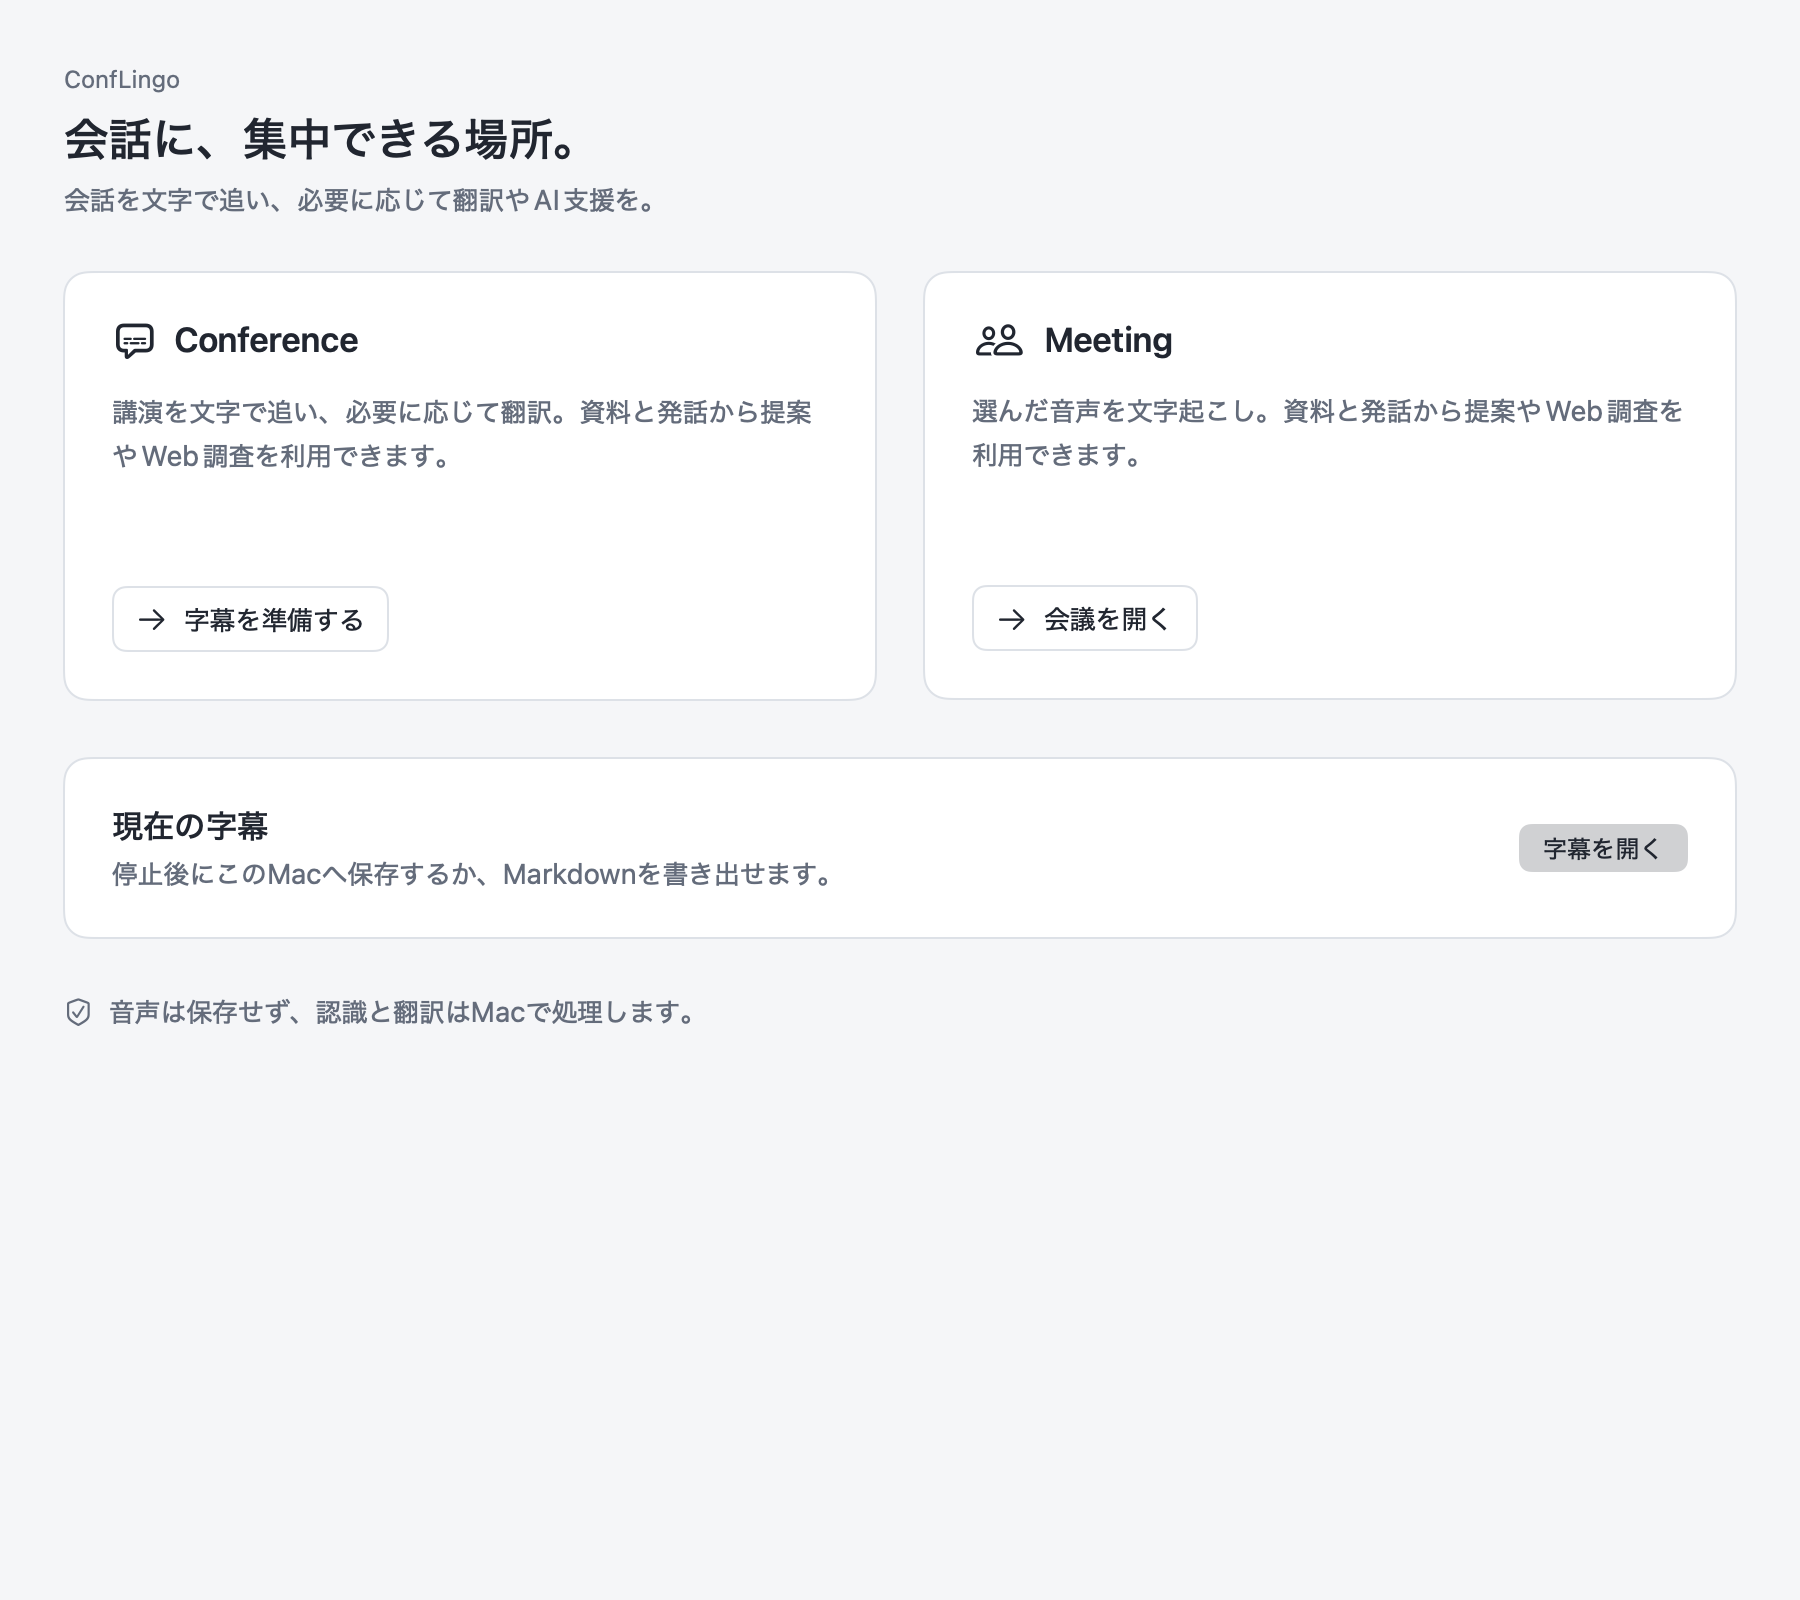 ConfLingo
会話に、集中できる場所。
会話を文字で追い、必要に応じて翻訳やAI支援を。
Conference
講演を文字で追い、必要に応じて翻訳。資料と発話から提案
やWeb調査を利用できます。
字幕を準備する
Meeting
選んだ音声を文字起こし。資料と発話から提案やWeb調査を
利用できます。
会議を開く
現在の字幕
停止後にこのMacへ保存するか、Markdownを書き出せます。
字幕を開く
音声は保存せず、認識と翻訳はMacで処理します。